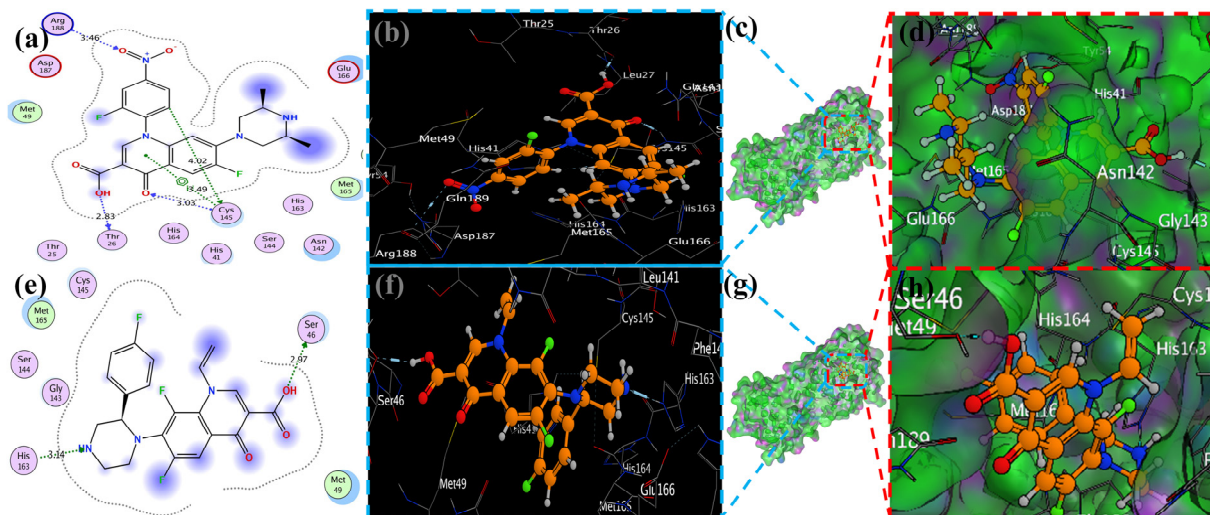 (a)
Arg
188
3.46
O
N
+
O
-
Asp
187
Glu
166
Met
49
F
NH
N
N
O
F
OH
O
4.02
3.49
3.03
Cys
145
Met
165
His
163
2.83
Thr
26
His
164
His
41
Ser
144
Asn
142
Thr
25
(b)
Thr25
Thr26
Leu27
Met49
His41
Gln189
His164
Met165
His163
Asp187
Arg188
Glu166
(c)
(d)
Tyr54
His41
Asn142
Glu166
Gly143
Cys145
(e)
Cys
145
Met
165
Ser
144
Gly
143
His
163
3.14
F
F
N
HN
N
F
O
OH
O
Ser
46
2.97
Met
49
(f)
Leu141
Cys145
His163
Ser46
Met49
His164
Glu166
Met165
(g)
(h)
Ser46
Met49
His164
His163